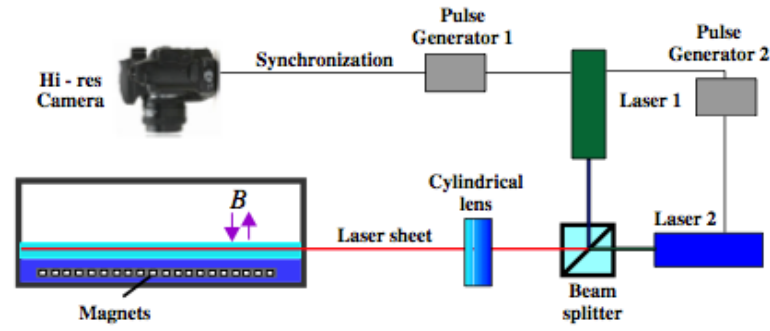 Pulse
Generator 1
Pulse
Generator 2
Synchronization
Hi - res
Camera
Laser 1
Cylindrical
lens
B
Laser 2
Laser sheet
Beam
splitter
Magnets